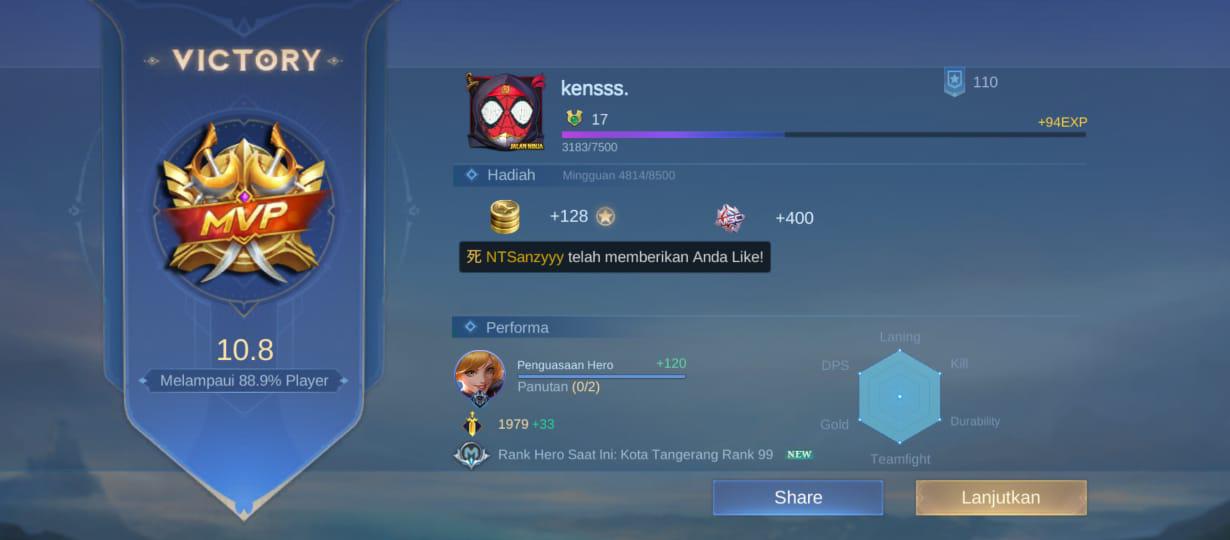 VICTORY
MVP
10.8
Melampaui 88.9% Player
kensss.
110
17
+94EXP
3183/7500
JALAN NINJA
Hadiah
Mingguan 4814/8500
+128
+400
死 NTSanzyyy telah memberikan Anda Like!
Performa
Penguasaan Hero
+120
Panutan (0/2)
1979 +33
Rank Hero Saat Ini: Kota Tangerang Rank 99
NEW
Laning
DPS
Kill
Gold
Durability
Teamfight
Share
Lanjutkan